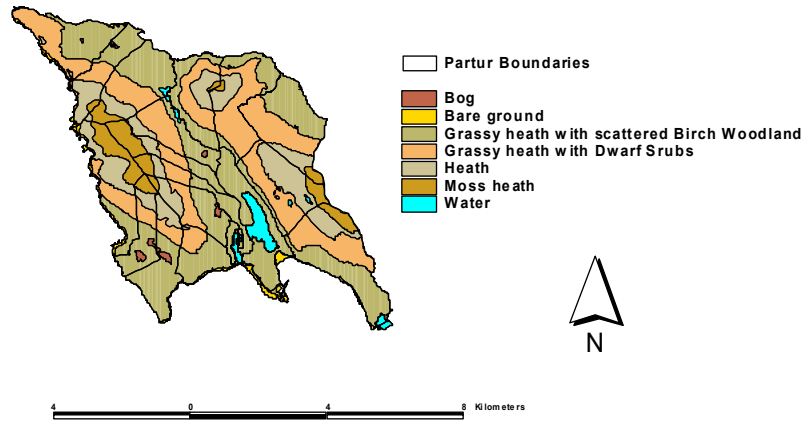 Partur Boundaries
Bog
Bare ground
Grassy heath with scattered Birch Woodland
Grassy heath with Dwarf Srubs
Heath
Moss heath
Water
N
4 0 4 8 Kilometers